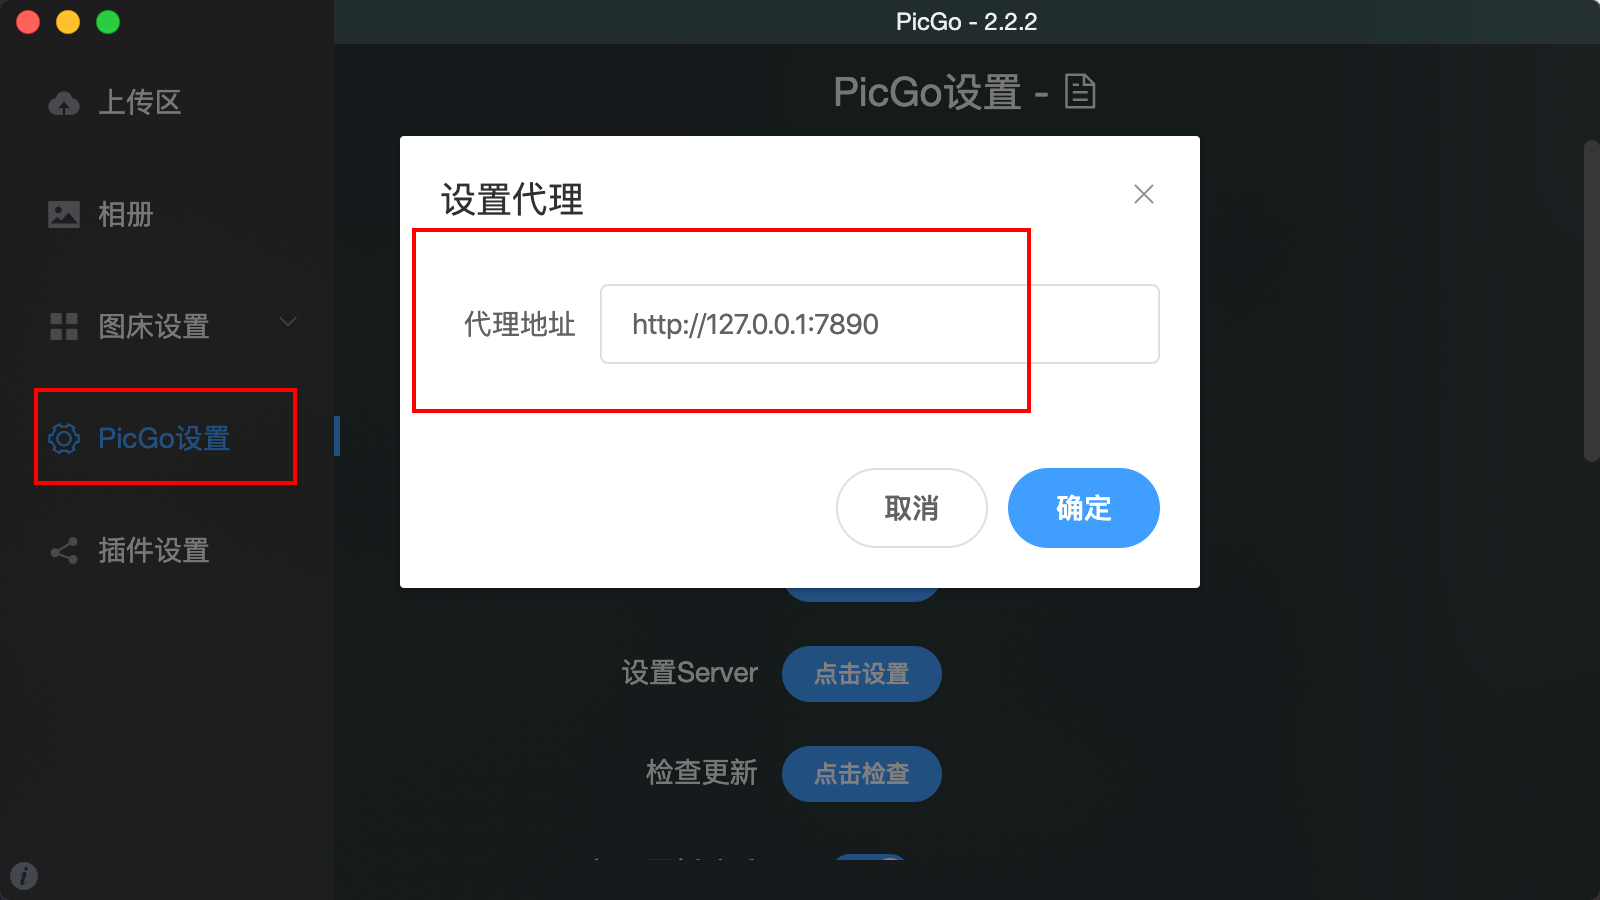 PicGo - 2.2.2
上传区
相册
图床设置
PicGo设置
插件设置
PicGo设置 -
设置代理
代理地址
http://127.0.0.1:7890
取消
确定
设置Server
点击设置
检查更新
点击检查